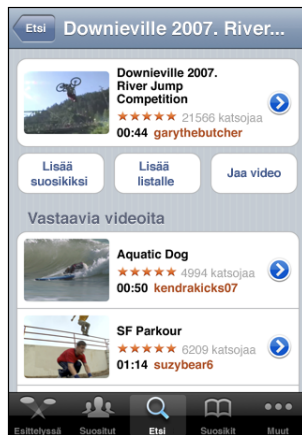 Etsi
Downieville 2007. River...
Downieville 2007.
River Jump
Competition
21566 katsojaa
00:44 garythebutcher
Lisää
suosikiksi
Lisää
listalle
Jaa video
Vastaavia videoita
Aquatic Dog
4994 katsojaa
00:50 kendrakicks07
SF Parkour
6209 katsojaa
01:14 suzybear6
Esittelyssä
Suositut
Etsi
Suosikit
Muut